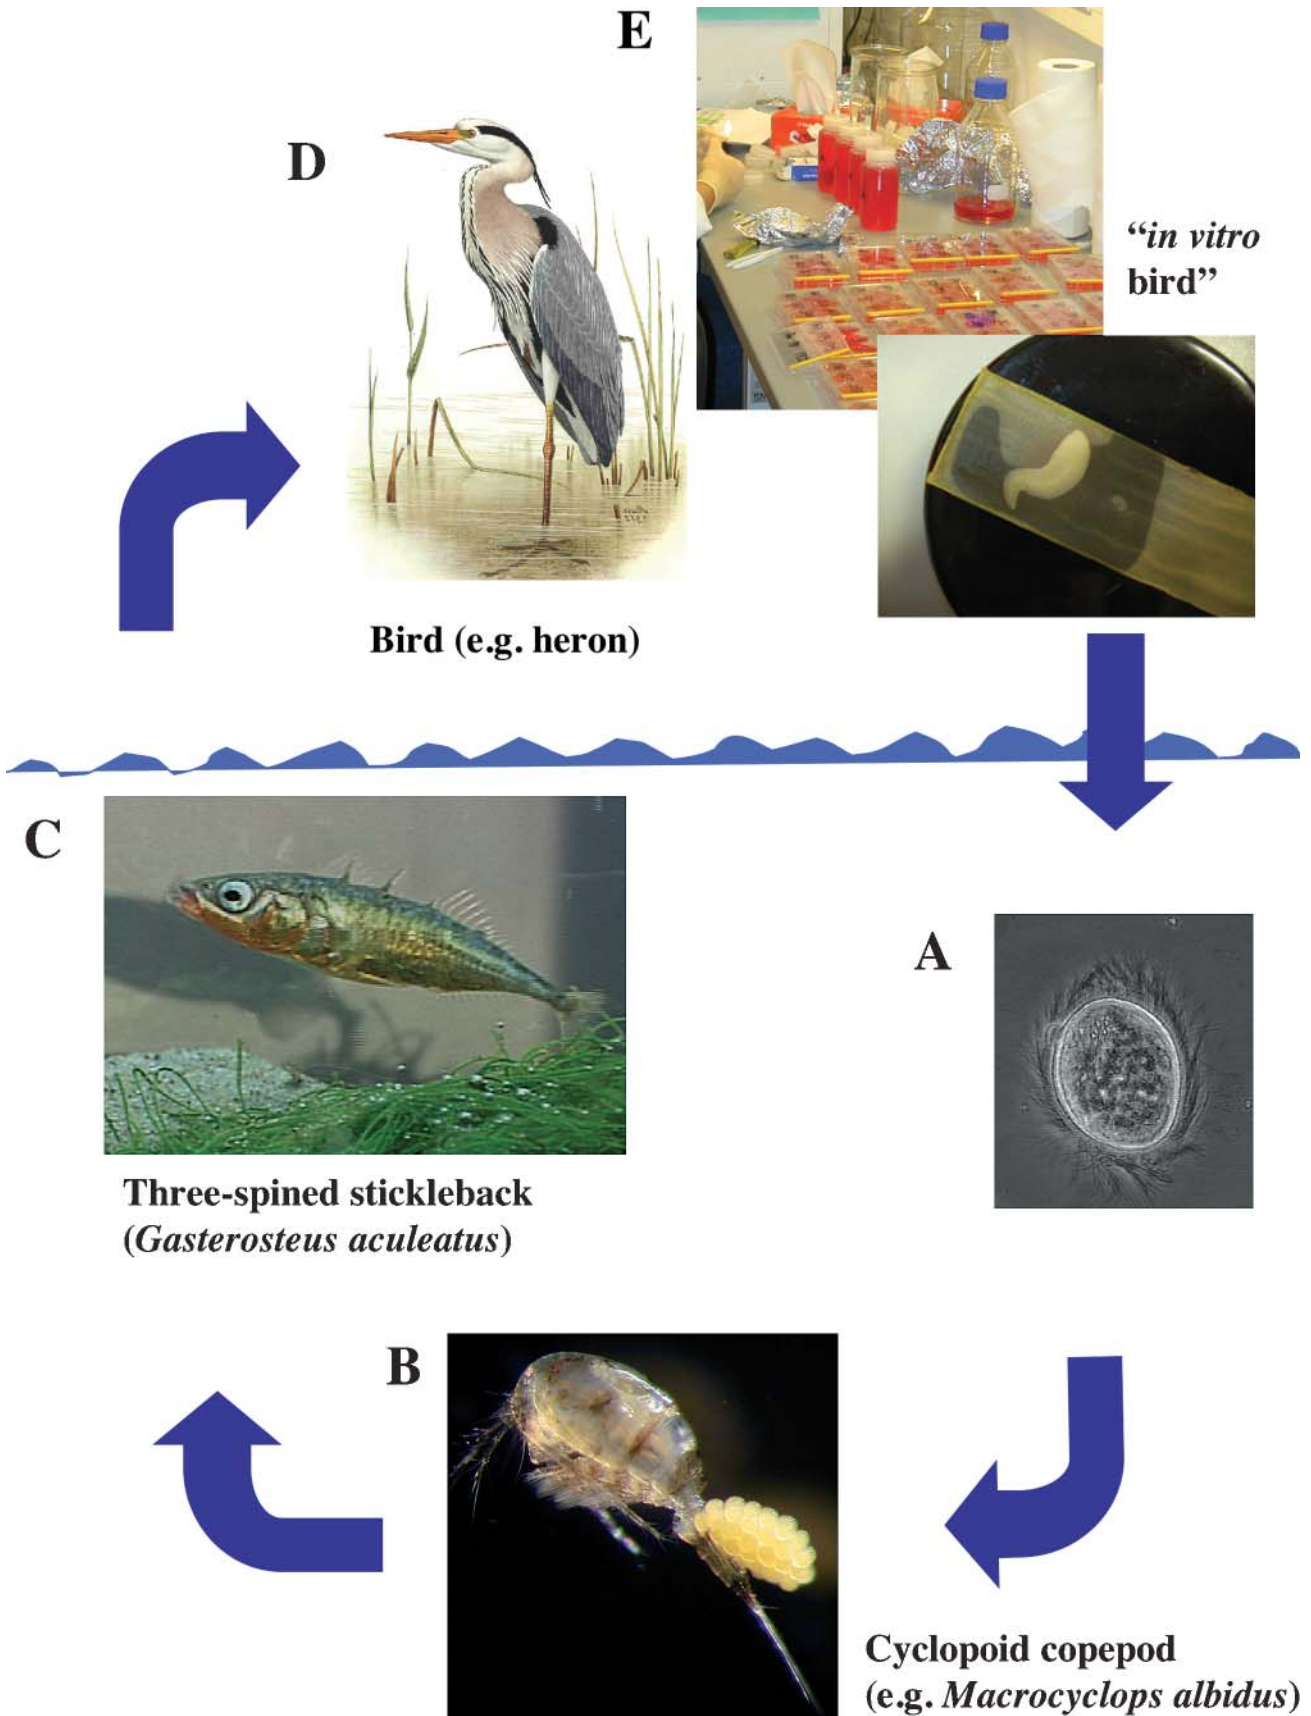 E
D
“in vitro
bird”
Bird (e.g. heron)
C
A
Three-spined stickleback
(Gasterosteus aculeatus)
B
Cyclopoid copepod
(e.g. Macrocyclops albidus)